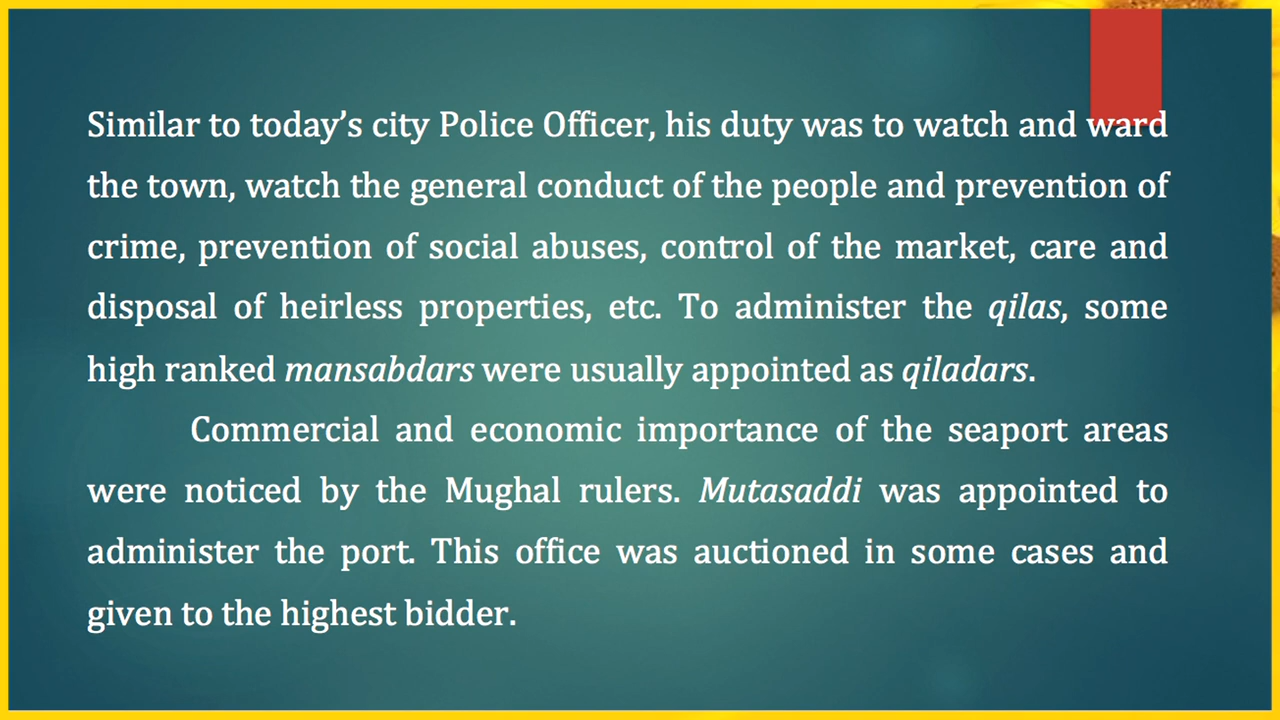 Similar to today’s city Police Officer, his duty was to watch and ward
the town, watch the general conduct of the people and prevention of
crime, prevention of social abuses, control of the market, care and
disposal of heirless properties, etc. To administer the qilas, some
high ranked mansabdars were usually appointed as qiladars.
Commercial and economic importance of the seaport areas
were noticed by the Mughal rulers. Mutasaddi was appointed to
administer the port. This office was auctioned in some cases and
given to the highest bidder.